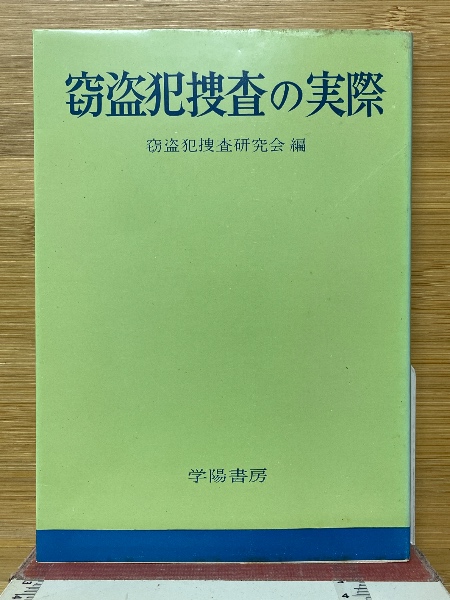 窃盗犯捜査の実際
窃盗犯捜査研究会 編
学陽書房